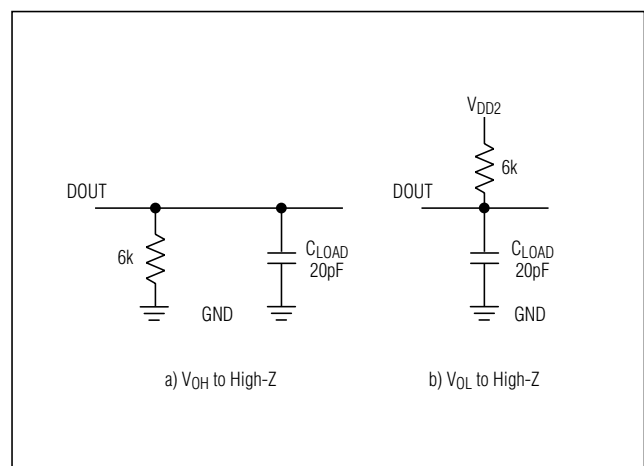 DOUT
6k
CLOAD
20pF
GND
a) VOH to High-Z
VDD2
6k
DOUT
CLOAD
20pF
GND
b) VOL to High-Z